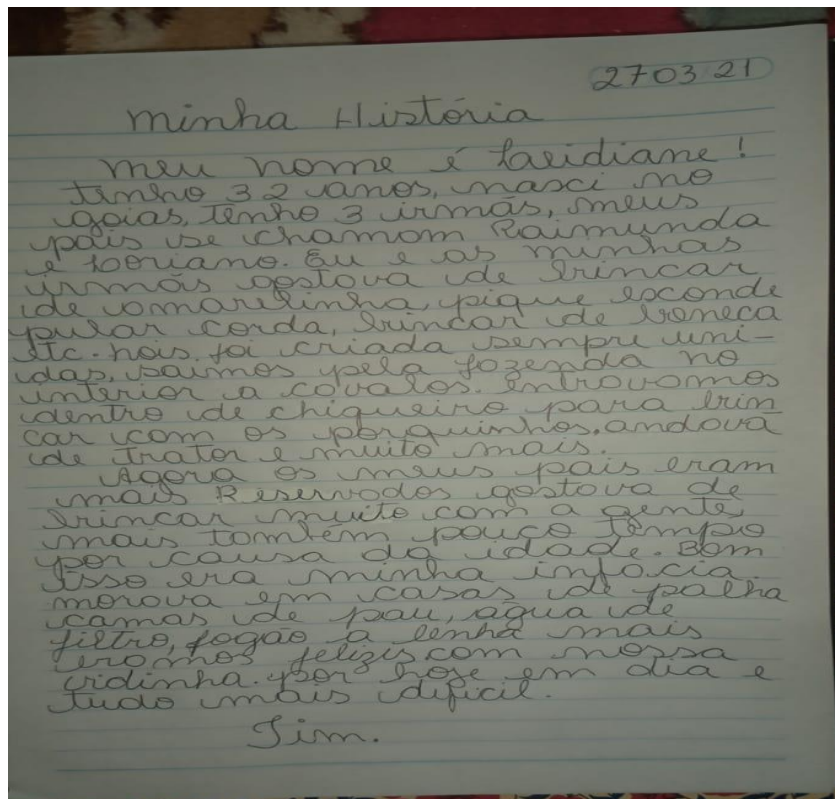 27 03 21
Minha História
Meu nome é Leidiane!
Tenho 32 anos, nasci no
goias, Tenho 3 irmãs, meus
pais se chamam Raimunda
e Loriano. Eu e as minhas
irmãs gostava de brincar
de amarelinha, pique esconde
pular corda, brincar de boneca
etc. nois foi criada sempre uni-
das, saimos pela fazenda no
interior a cavalos. Entravamos
dentro de chiqueiro para brin
car com os porquinhos, andava
de Trator e muito mais.
Agora os meus pais eram
mais Reservados gostava de
brincar muito com a gente
mais também pouco tempo
por causa da idade. Bom
isso era minha infacia
morava em casas de palha
camas de pau, agua de
filtro, fogão a lenha mais
eramos felizes com nossa
vidinha. por hoje em dia e
tudo mais dificil.
Fim.